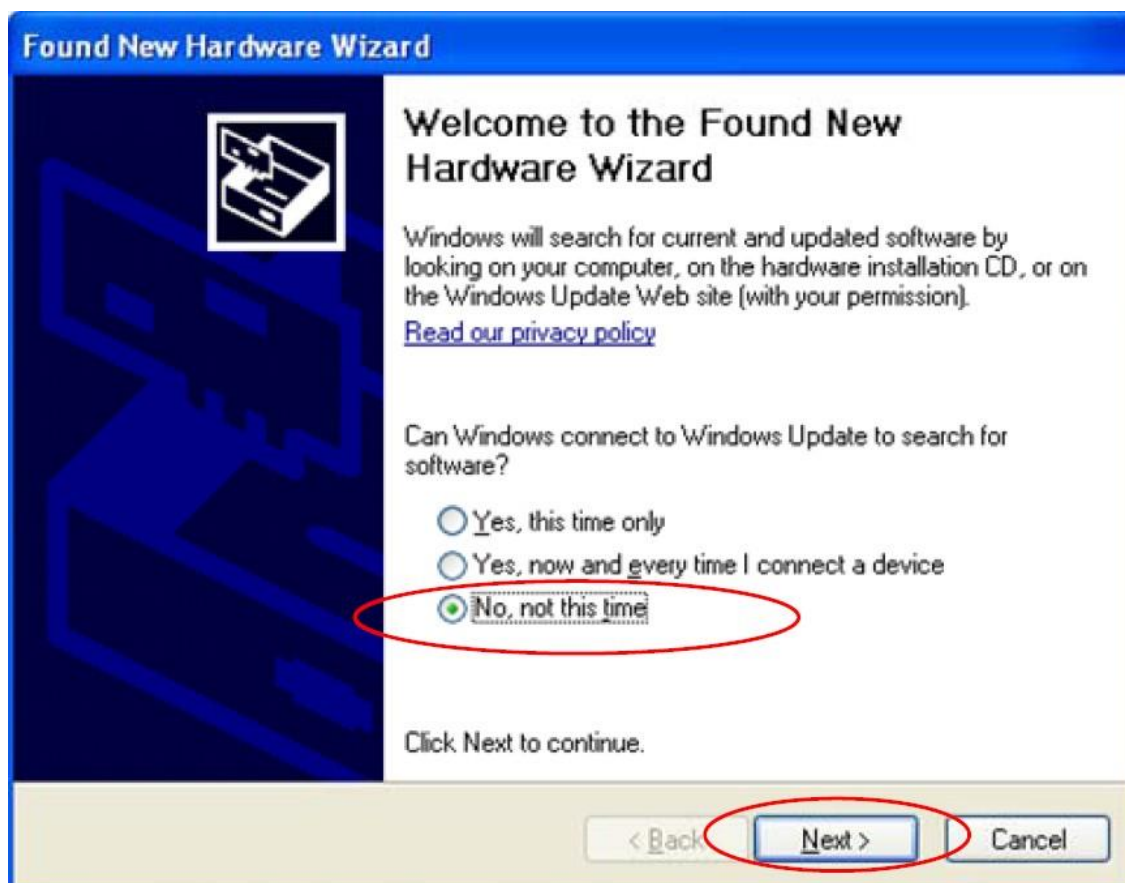 Found New Hardware Wizard
Welcome to the Found New
Hardware Wizard
Windows will search for current and updated software by
looking on your computer, on the hardware installation CD, or on
the Windows Update Web site (with your permission).
Read our privacy policy
Can Windows connect to Windows Update to search for
software?
Yes, this time only
Yes, now and every time I connect a device
No, not this time
Click Next to continue.
< Back
Next >
Cancel